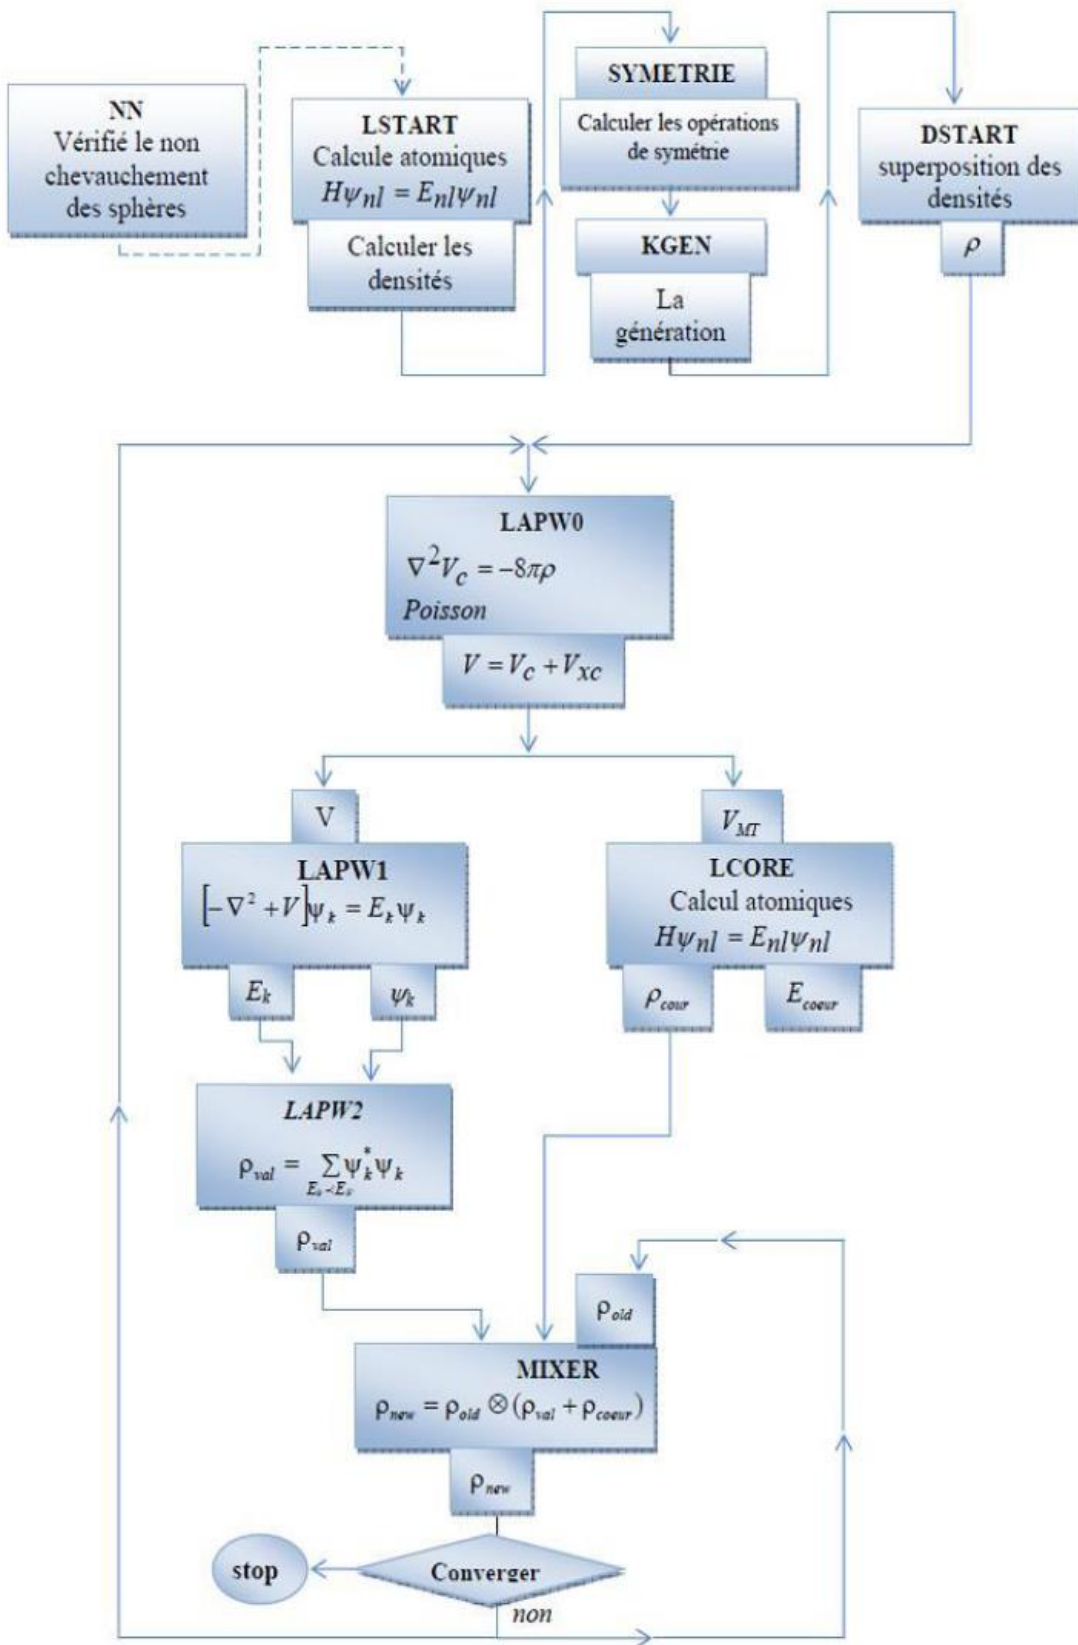 NN
Vérifié le non
chevauchement
des sphères
LSTART
Calcule atomiques
Hψnl = Enlψnl
Calculer les
densités
SYMETRIE
Calculer les opérations
de symétrie
KGEN
La
génération
DSTART
superposition des
densités
ρ
LAPW0
∇²Vc = −8πρ
Poisson
V = Vc + Vxc
V
LAPW1
[−∇² + V]ψk = Ekψk
Ek
ψk
VMT
LCORE
Calcul atomiques
Hψnl = Enlψnl
ρcour
Ecoeur
LAPW2
ρval = Σψk*ψk
ρval
ρold
MIXER
ρnew = ρold ⊗ (ρval + ρcoeur)
ρnew
Converger
stop
non